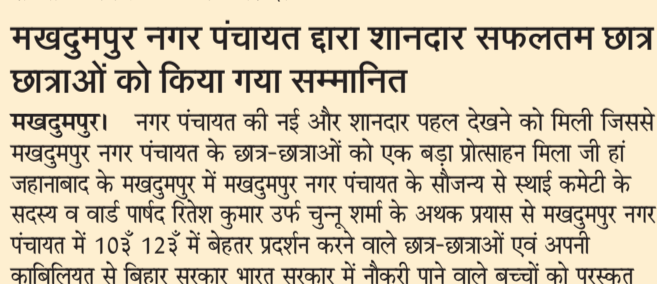 मखदुमपुर नगर पंचायत द्वारा शानदार सफलतम छात्र
छात्राओं को किया गया सम्मानित
मखदुमपुर। नगर पंचायत की नई और शानदार पहल देखने को मिली जिससे
मखदुमपुर नगर पंचायत के छात्र-छात्राओं को एक बड़ा प्रोत्साहन मिला जी हां
जहानाबाद के मखदुमपुर में मखदुमपुर नगर पंचायत के सौजन्य से स्थाई कमेटी के
सदस्य व वार्ड पार्षद रितेश कुमार उर्फ चुन्नू शर्मा के अथक प्रयास से मखदुमपुर नगर
पंचायत में 10वीं 12वीं में बेहतर प्रदर्शन करने वाले छात्र-छात्राओं एवं अपनी
काबिलियत से बिहार सरकार भारत सरकार में नौकरी पाने वाले बच्चों को पुरस्कृत